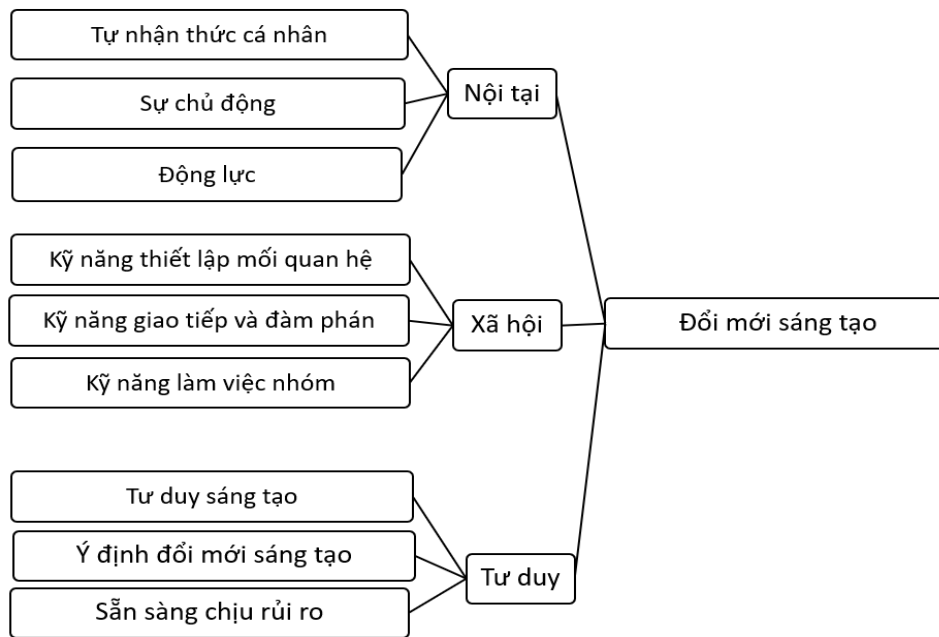 Tự nhận thức cá nhân
Sự chủ động
Động lực
Nội tại
Kỹ năng thiết lập mối quan hệ
Kỹ năng giao tiếp và đàm phán
Kỹ năng làm việc nhóm
Xã hội
Đổi mới sáng tạo
Tư duy sáng tạo
Ý định đổi mới sáng tạo
Sẵn sàng chịu rủi ro
Tư duy